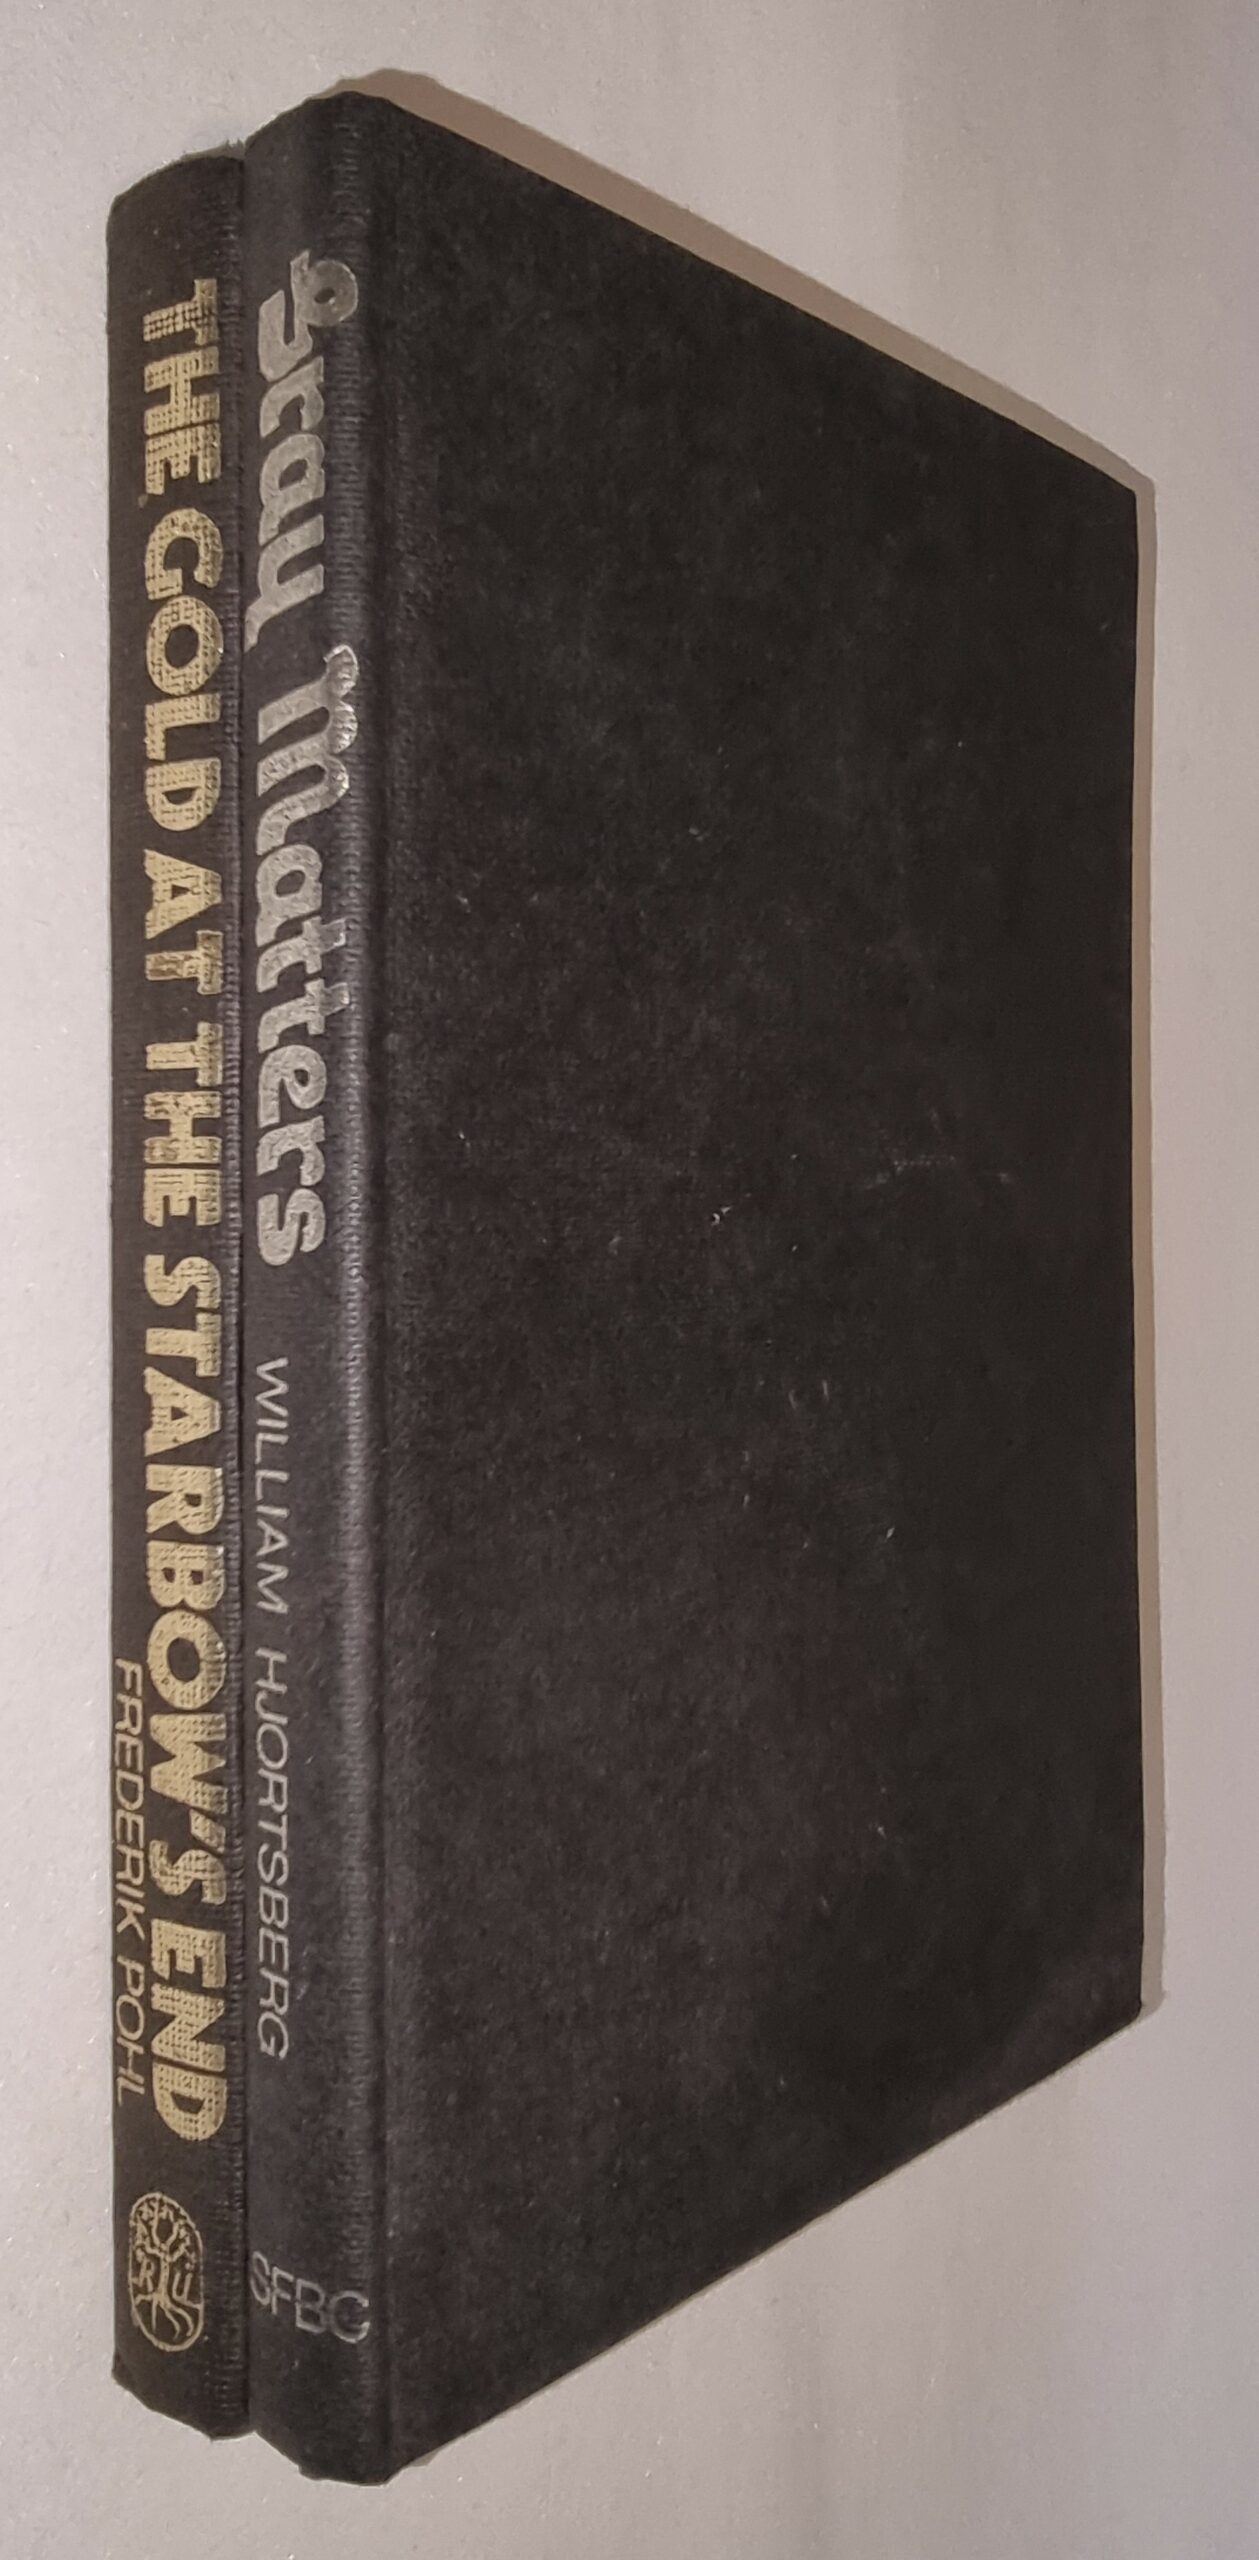 THE GOLD AT THE STARBOW'S END
FREDERIK POHL
gray matters
WILLIAM HJORTSBERG
SFBC